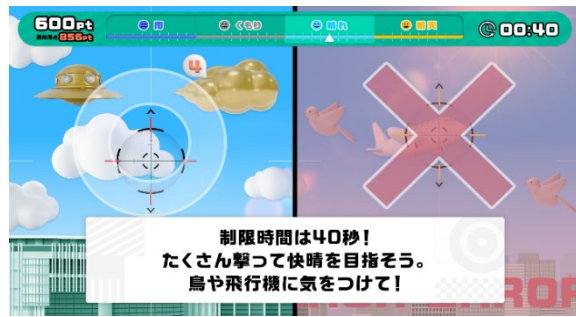 600pt
856pt
雨
くもり
晴れ
快晴
00:40
4
制限時間は40秒!
たくさん撃って快晴を目指そう。
鳥や飛行機に気をつけて!